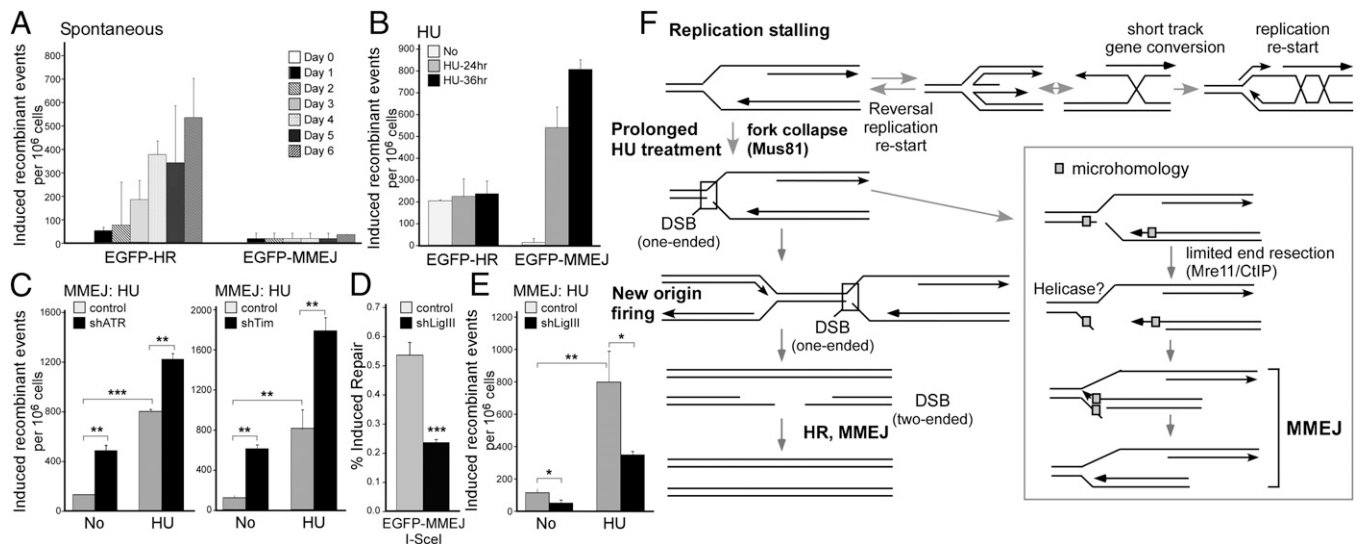 A
Spontaneous
Induced recombinant events
per 10⁶ cells
800
700
600
500
400
300
200
100
0
Day 0
Day 1
Day 2
Day 3
Day 4
Day 5
Day 6
EGFP-HR
EGFP-MMEJ
B
HU
Induced recombinant events
per 10⁶ cells
900
800
700
600
500
400
300
200
100
0
No
HU-24hr
HU-36hr
EGFP-HR
EGFP-MMEJ
C
MMEJ: HU
control
shATR
Induced recombinant events
per 10⁶ cells
1600
1200
800
400
0
**
***
**
No
HU
MMEJ: HU
control
shTim
2000
1600
1200
800
400
0
**
**
**
No
HU
D
control
shLigIII
% Induced Repair
0.6
0.5
0.4
0.3
0.2
0.1
0.0
***
EGFP-MMEJ
I-SceI
E
MMEJ: HU
control
shLigIII
Induced recombinant events
per 10⁶ cells
1200
1000
800
600
400
200
0
*
**
*
No
HU
F
Replication stalling
short track
gene conversion
replication
re-start
Reversal
replication
re-start
Prolonged
HU treatment
fork collapse
(Mus81)
DSB
(one-ended)
New origin
firing
DSB
(one-ended)
DSB
(two-ended)
HR, MMEJ
microhomology
limited end resection
(Mre11/CtIP)
Helicase?
MMEJ